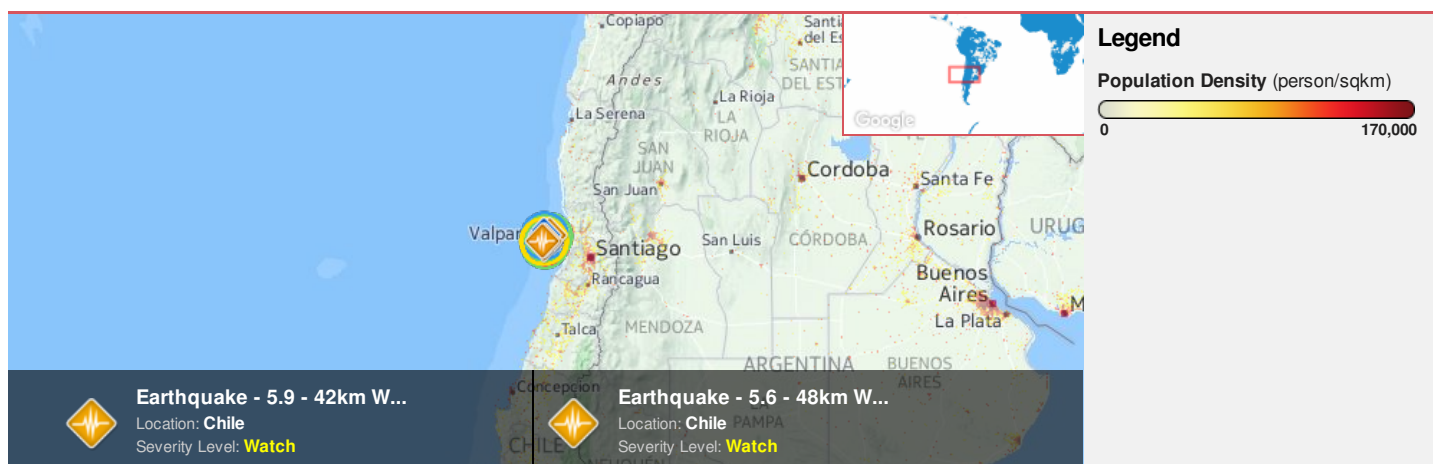 Copiapo
Andes
La Rioja
La Serena
LA
RIOJA
SAN
JUAN
San Juan
Cordoba
Santa Fe
Valpar
Santiago
San Luis
CÓRDOBA
Rosario
URUG
Rancagua
Buenos
Aires
La Plata
M
Talca
MENDOZA
ARGENTINA
BUENOS
AIRES
Concepcion
LA
PAMPA
CHILE
NEUQUÉN
Santi
del Es
SANTIA
DEL EST
Google
Earthquake - 5.9 - 42km W...
Location: Chile
Severity Level: Watch
Earthquake - 5.6 - 48km W...
Location: Chile
Severity Level: Watch
Legend
Population Density (person/sqkm)
0 170,000